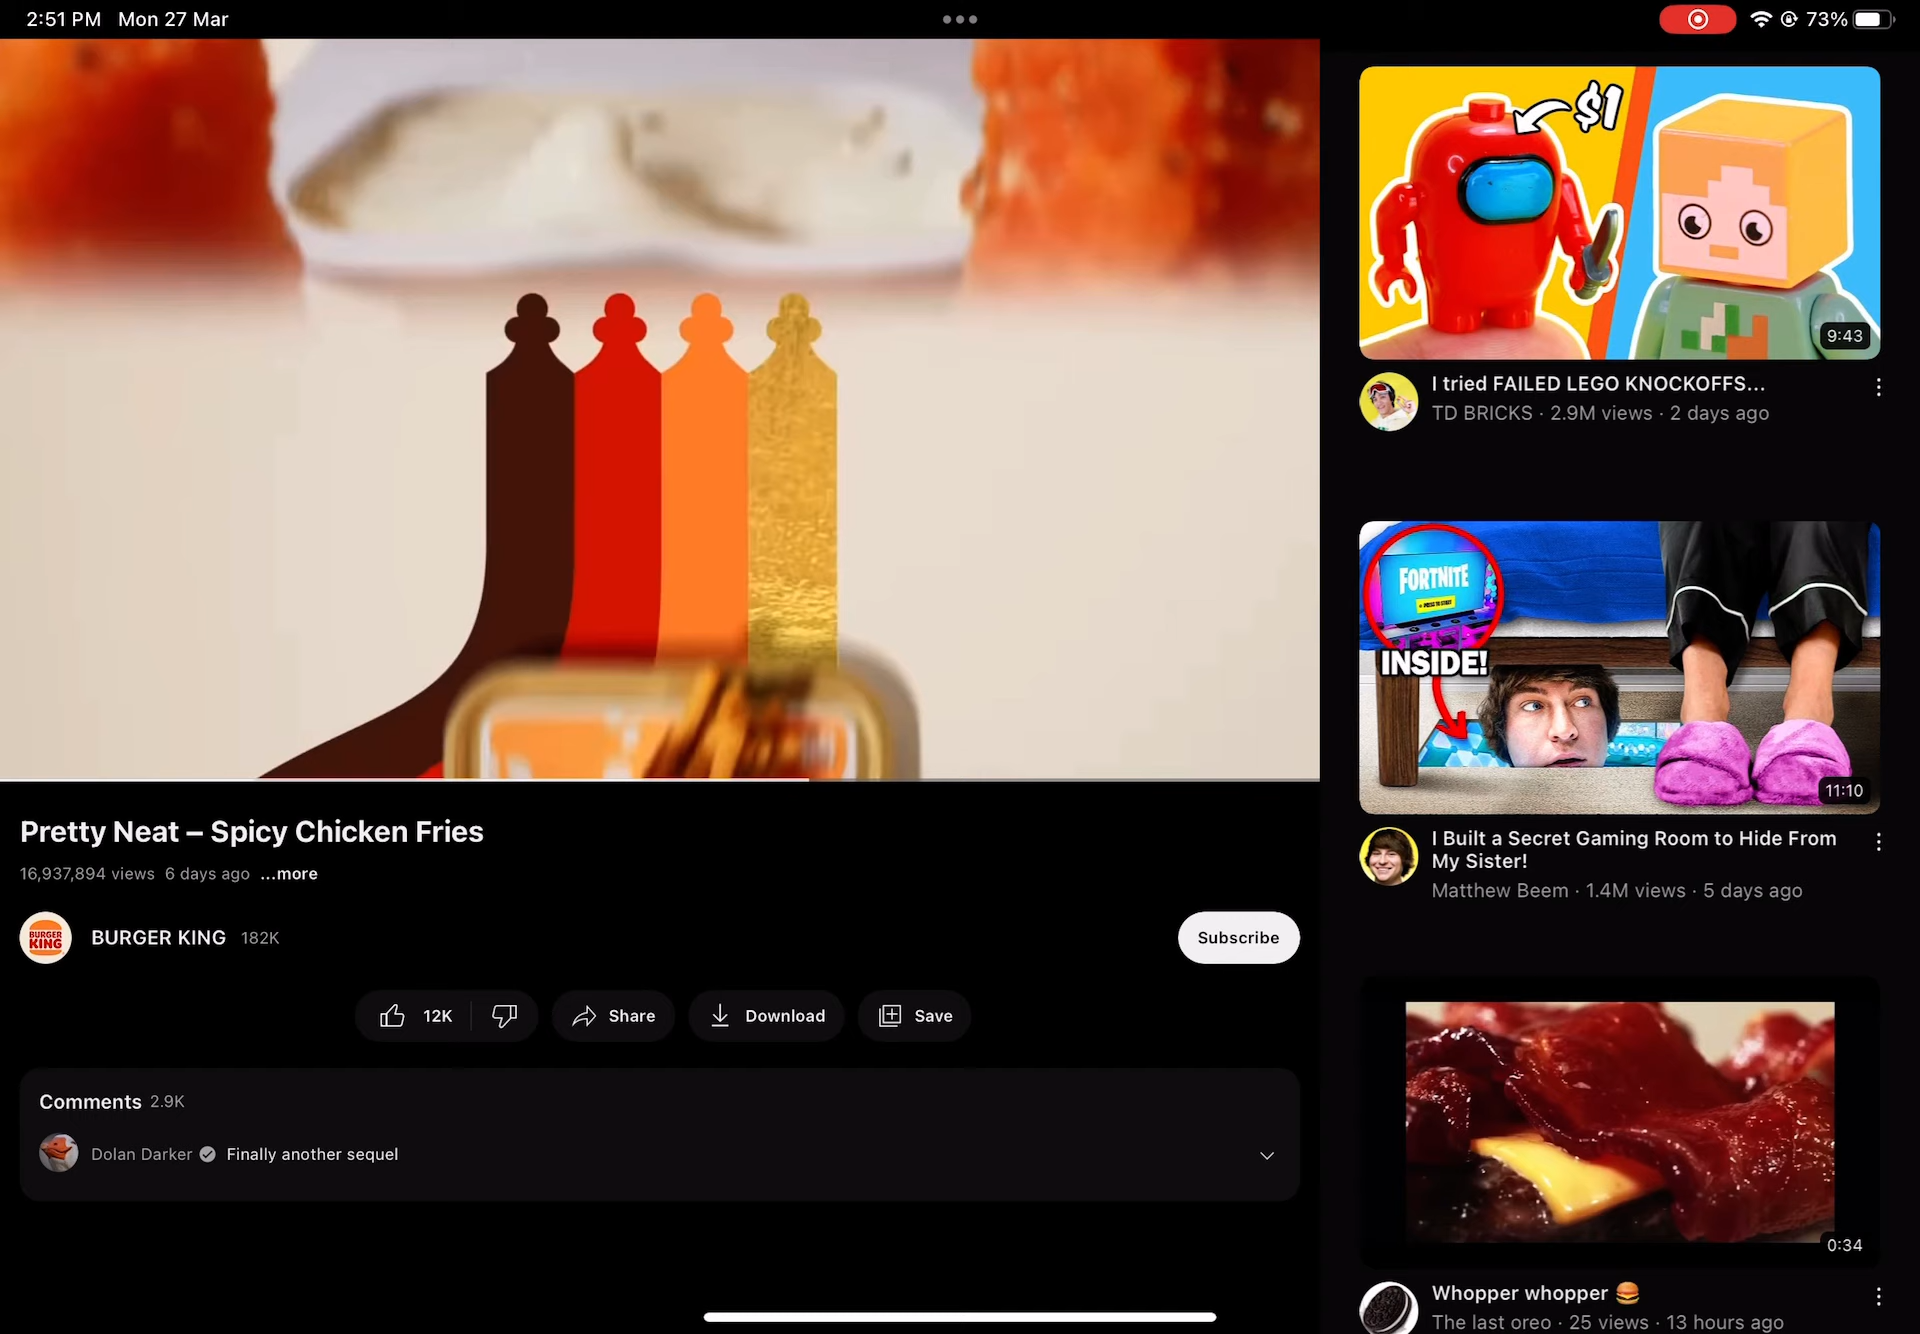 2:51 PM Mon 27 Mar
73%
Pretty Neat – Spicy Chicken Fries
16,937,894 views 6 days ago ...more
BURGER KING
BURGER KING 182K
Subscribe
12K
Share
Download
Save
Comments 2.9K
Dolan Darker Finally another sequel
$1
9:43
I tried FAILED LEGO KNOCKOFFS...
TD BRICKS · 2.9M views · 2 days ago
FORTNITE
INSIDE!
11:10
I Built a Secret Gaming Room to Hide From
My Sister!
Matthew Beem · 1.4M views · 5 days ago
0:34
Whopper whopper 🍔
The last oreo · 25 views · 13 hours ago